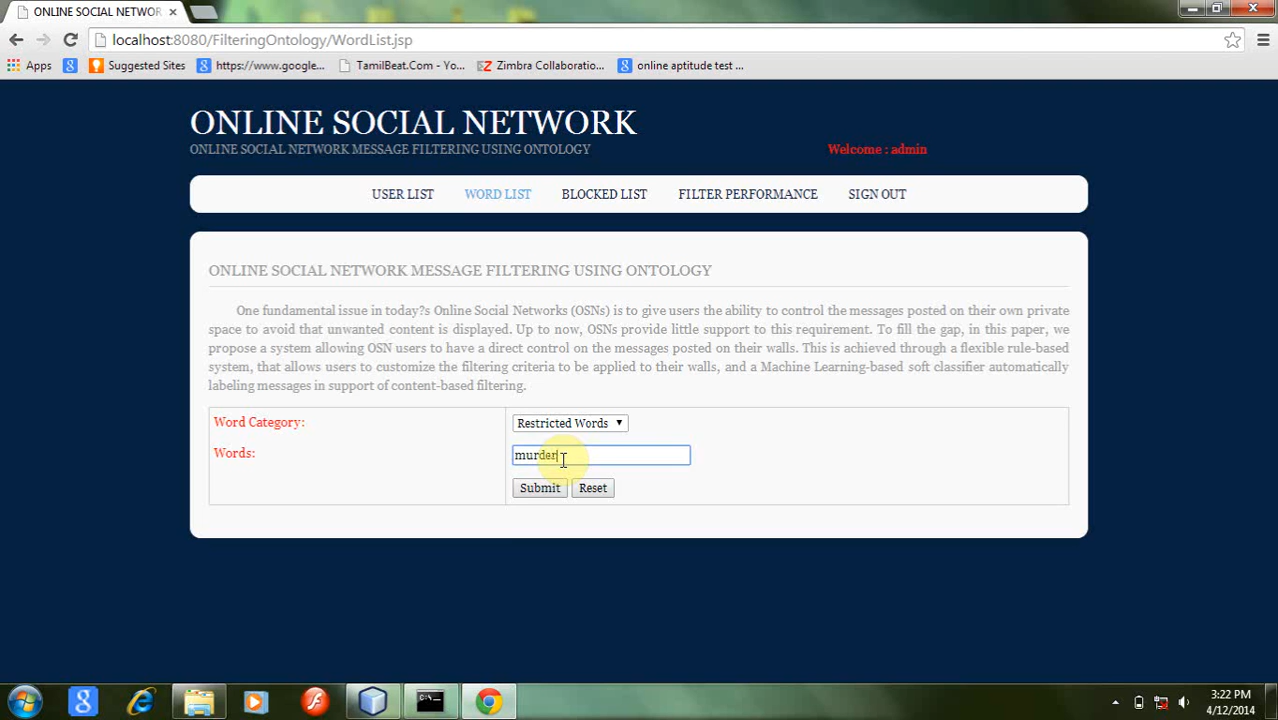 ONLINE SOCIAL NETWOR
localhost:8080/FilteringOntology/WordList.jsp
Apps Suggested Sites https://www.google... TamilBeat.Com - Yo... Zimbra Collaboratio... online aptitude test ...
ONLINE SOCIAL NETWORK
ONLINE SOCIAL NETWORK MESSAGE FILTERING USING ONTOLOGY
Welcome : admin
USER LIST WORD LIST BLOCKED LIST FILTER PERFORMANCE SIGN OUT
ONLINE SOCIAL NETWORK MESSAGE FILTERING USING ONTOLOGY
One fundamental issue in today?s Online Social Networks (OSNs) is to give users the ability to control the messages posted on their own private
space to avoid that unwanted content is displayed. Up to now, OSNs provide little support to this requirement. To fill the gap, in this paper, we
propose a system allowing OSN users to have a direct control on the messages posted on their walls. This is achieved through a flexible rule-based
system, that allows users to customize the filtering criteria to be applied to their walls, and a Machine Learning-based soft classifier automatically
labeling messages in support of content-based filtering.
Word Category: Restricted Words
Words: murder
Submit Reset
3:22 PM
4/12/2014